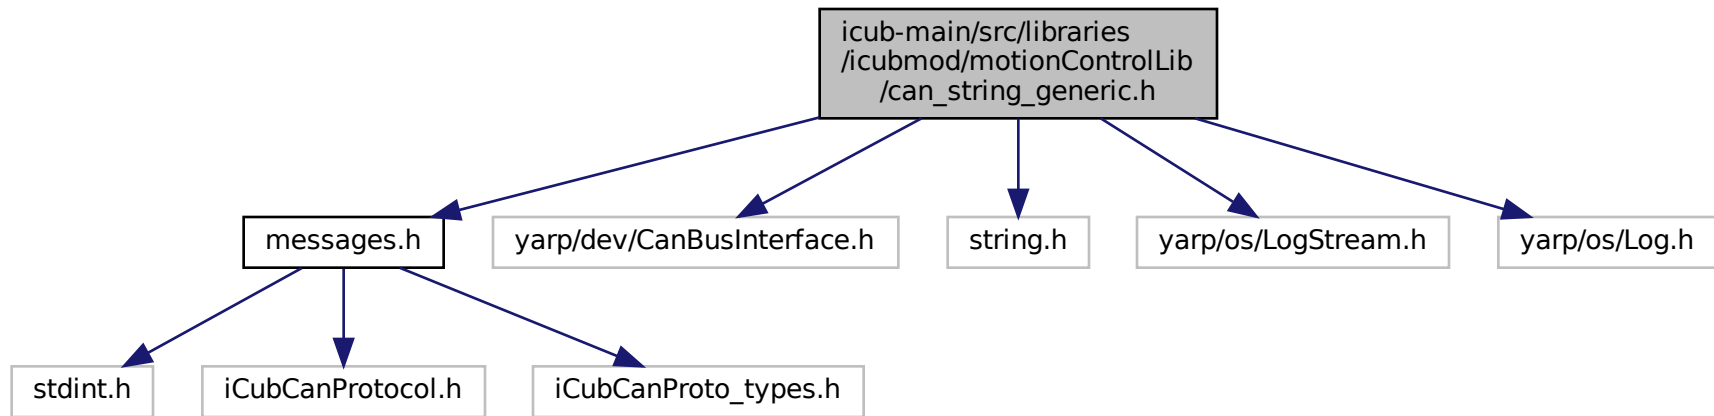 icub-main/src/libraries
/icubmod/motionControlLib
/can_string_generic.h
messages.h
yarp/dev/CanBusInterface.h
string.h
yarp/os/LogStream.h
yarp/os/Log.h
stdint.h
iCubCanProtocol.h
iCubCanProto_types.h